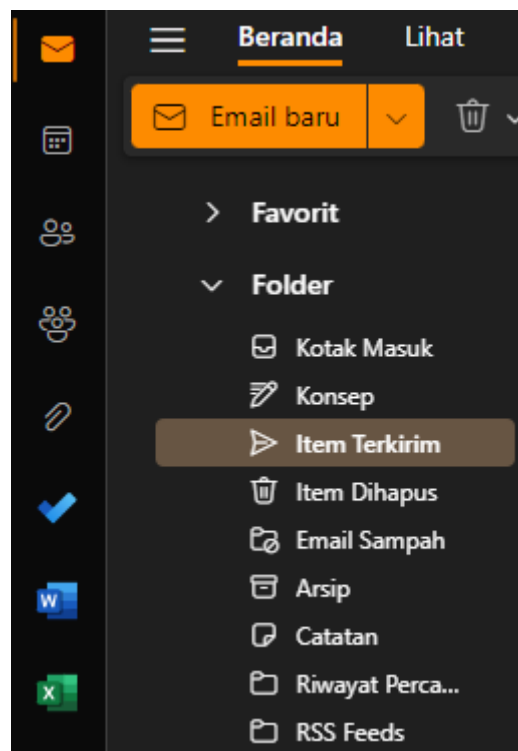 Beranda Lihat
Email baru
Favorit
Folder
Kotak Masuk
Konsep
Item Terkirim
Item Dihapus
Email Sampah
Arsip
Catatan
Riwayat Perca...
RSS Feeds
W
X